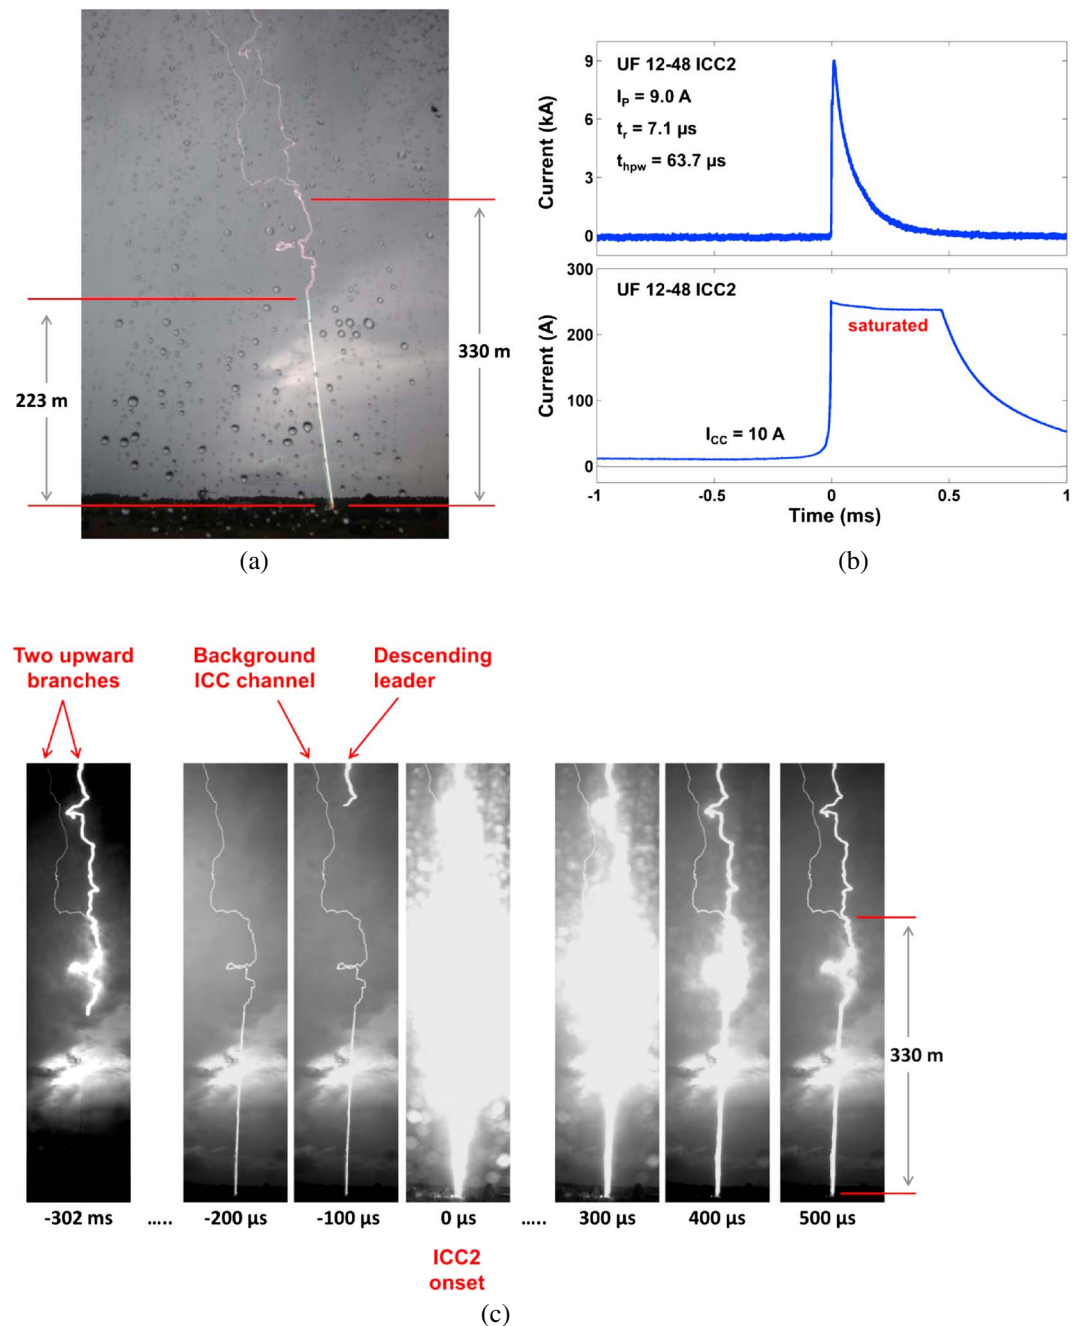 223 m
330 m
(a)
UF 12-48 ICC2
I_P = 9.0 A
t_r = 7.1 µs
t_hpw = 63.7 µs
Current (kA)
9
6
3
0
UF 12-48 ICC2
saturated
I_CC = 10 A
Current (A)
300
200
100
0
-1
-0.5
0
0.5
1
Time (ms)
(b)
Two upward
branches
Background
ICC channel
Descending
leader
330 m
-302 ms
.....
-200 µs
-100 µs
0 µs
.....
300 µs
400 µs
500 µs
ICC2
onset
(c)